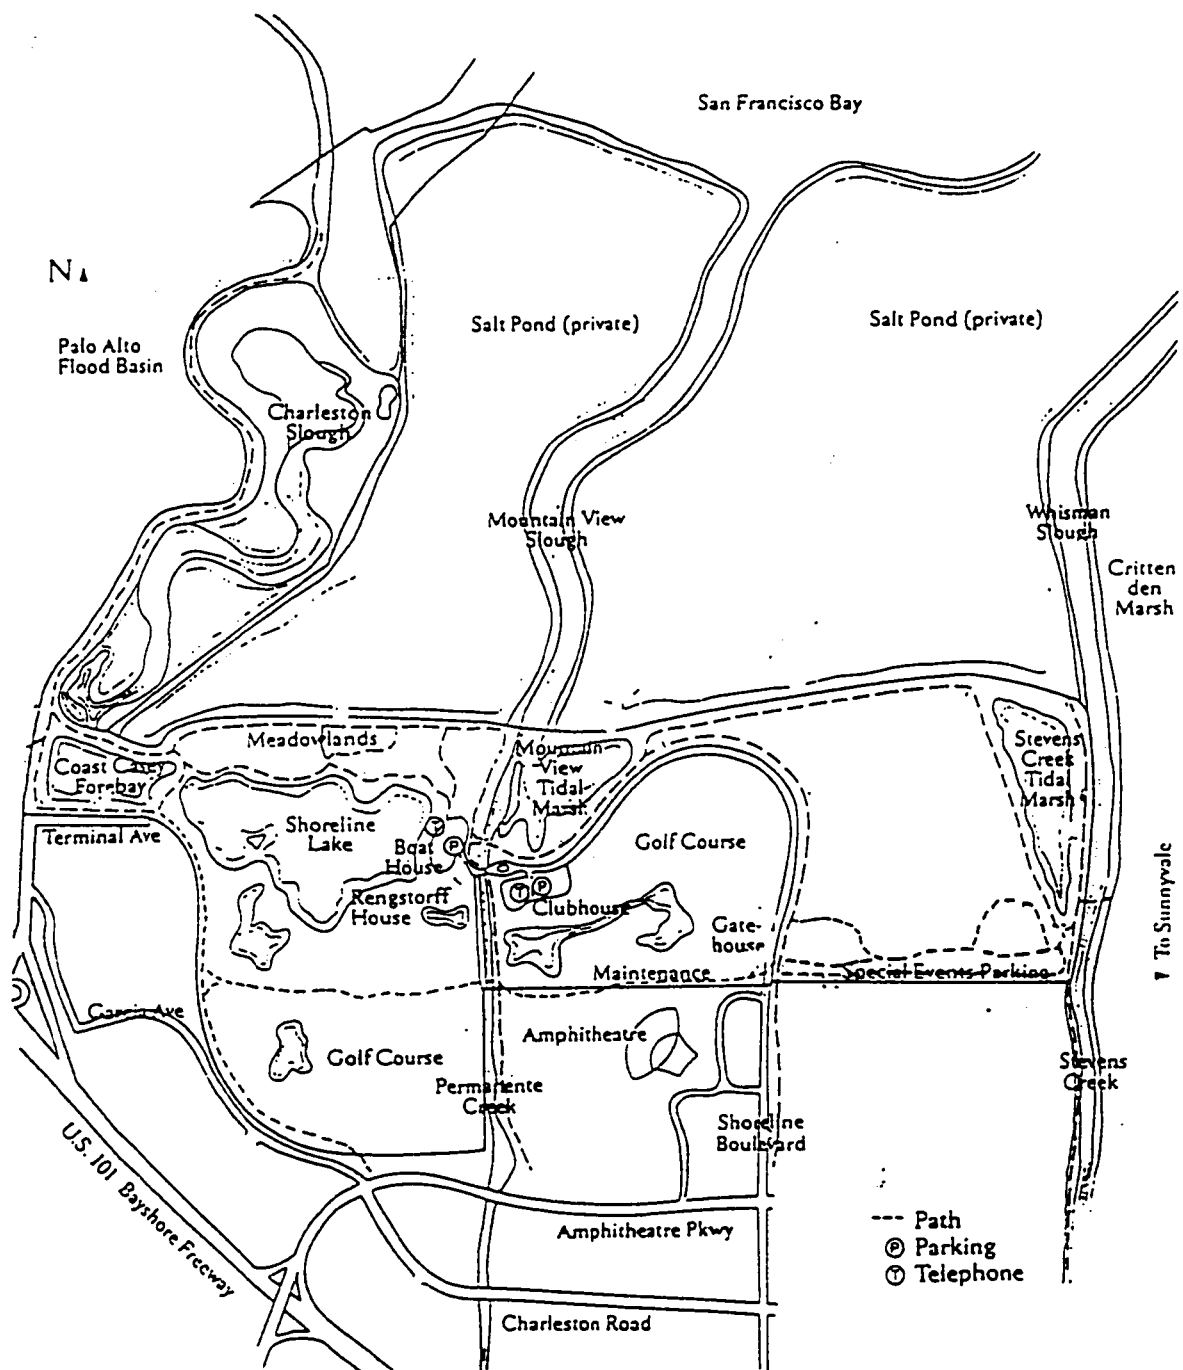 San Francisco Bay
N
Salt Pond (private)
Salt Pond (private)
Palo Alto
Flood Basin
Charleston
Slough
Mountain View
Slough
Whisman
Slough
Critten
den
Marsh
Meadowlands
Mountain
View
Tidal
Marsh
Stevens
Creek
Tidal
Marsh
Coast Casey
Forebay
Terminal Ave
Shoreline
Lake
T
P
Boat
House
Golf Course
Rengstorff
House
T
P
Clubhouse
Gate-
house
To Sunnyvale
Maintenance
Special Events Parking
Garcia Ave
Golf Course
Amphitheatre
Permanente
Creek
Stevens
Creek
Shoreline
Boulevard
U.S. 101 Bayshore Freeway
Amphitheatre Pkwy
Path
P Parking
T Telephone
Charleston Road